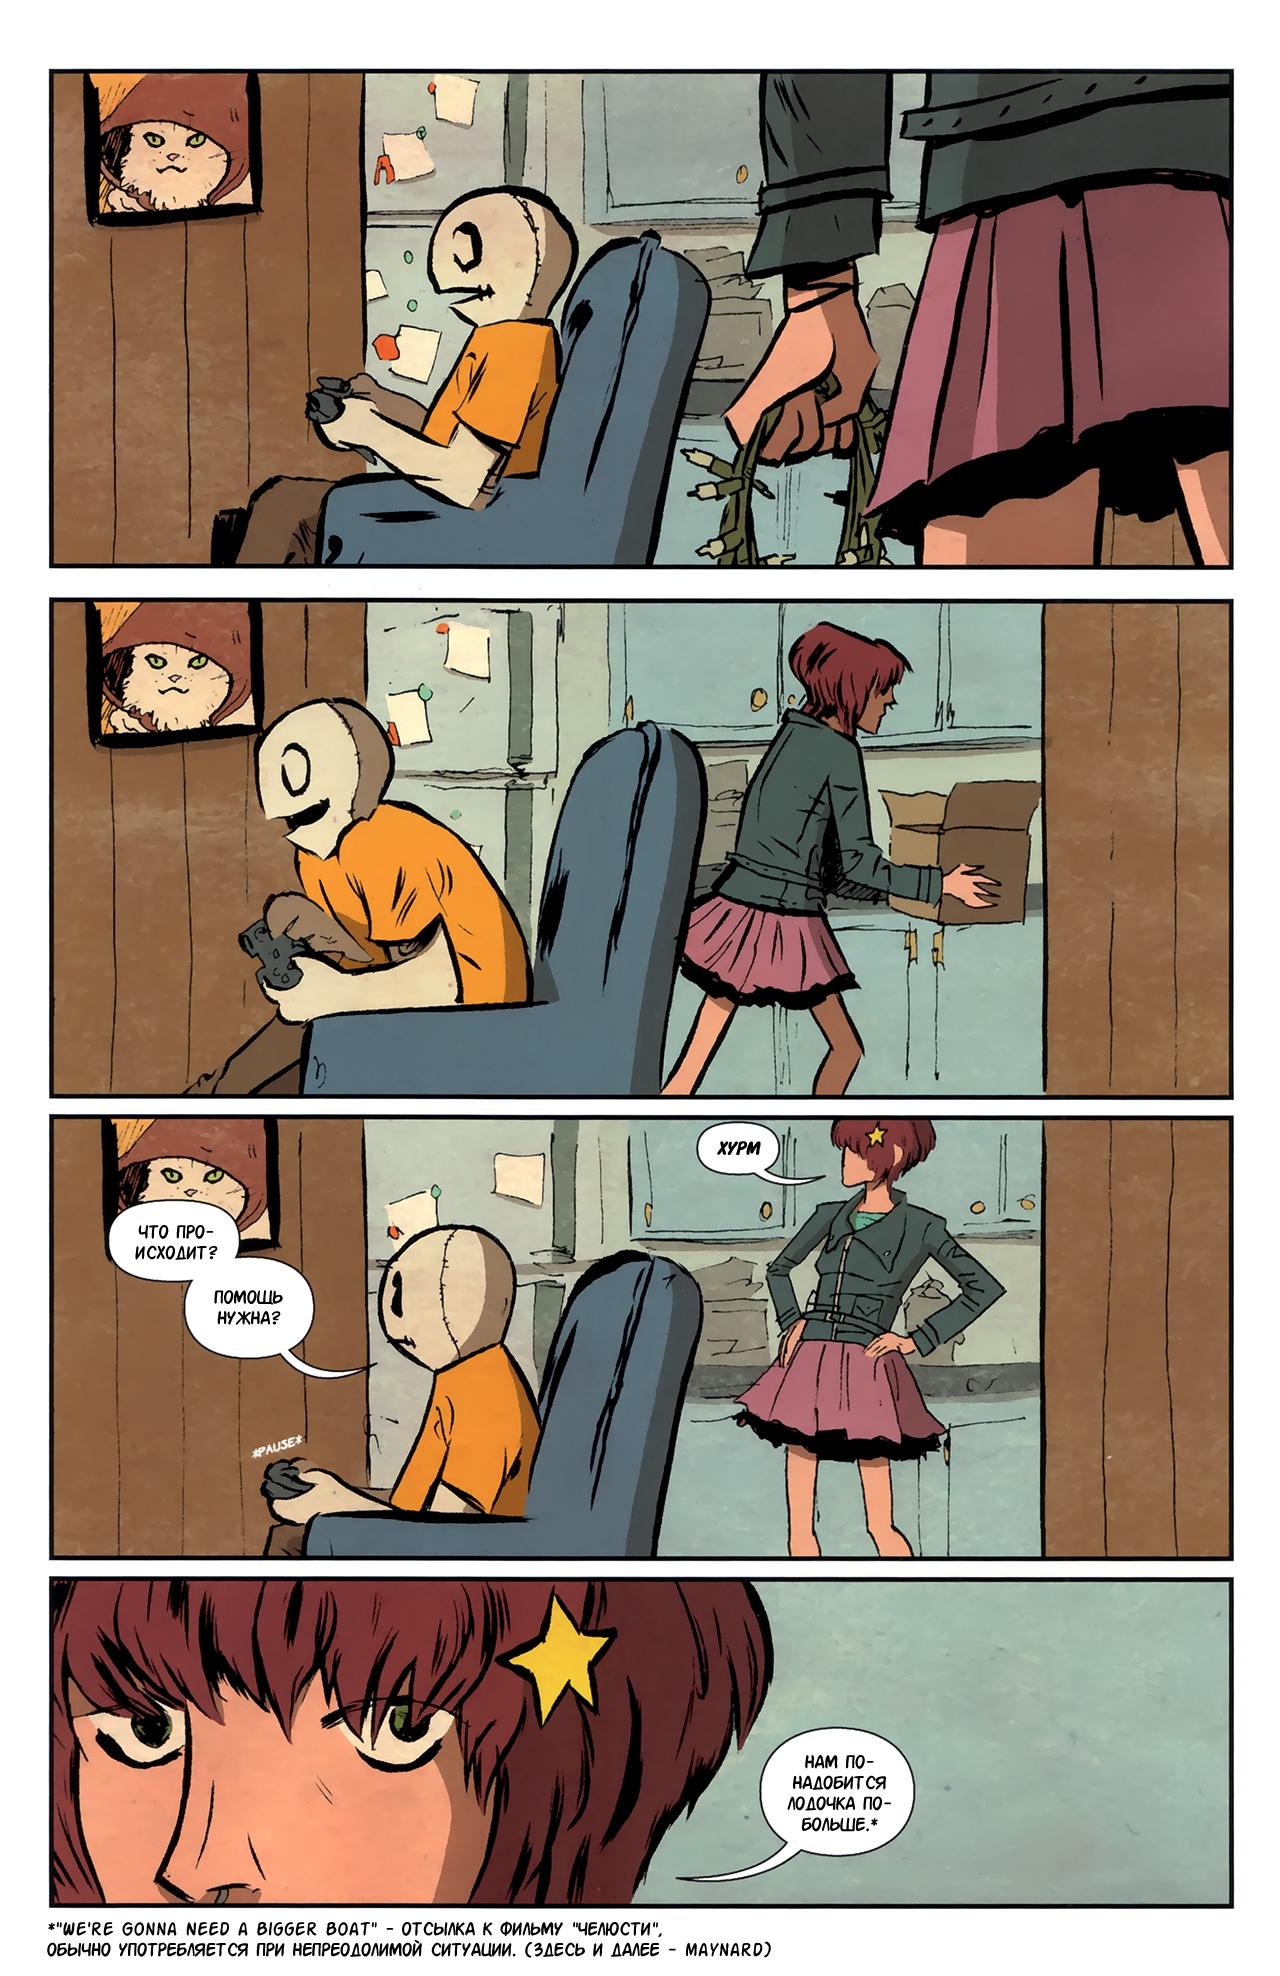 ХУРМ
ЧТО ПРО-
ИСХОДИТ?
ПОМОЩЬ
НУЖНА?
*PAUSE*
НАМ ПО-
НАДОБИТСЯ
ЛОДОЧКА ПО-
БОЛЬШЕ.*
*"WE'RE GONNA NEED A BIGGER BOAT" - ОТСЫЛКА К ФИЛЬМУ "ЧЕЛЮСТИ",
ОБЫЧНО УПОТРЕБЛЯЕТСЯ ПРИ НЕПРЕОДОЛИМОЙ СИТУАЦИИ. (ЗДЕСЬ И ДАЛЕЕ - MAYNARD)